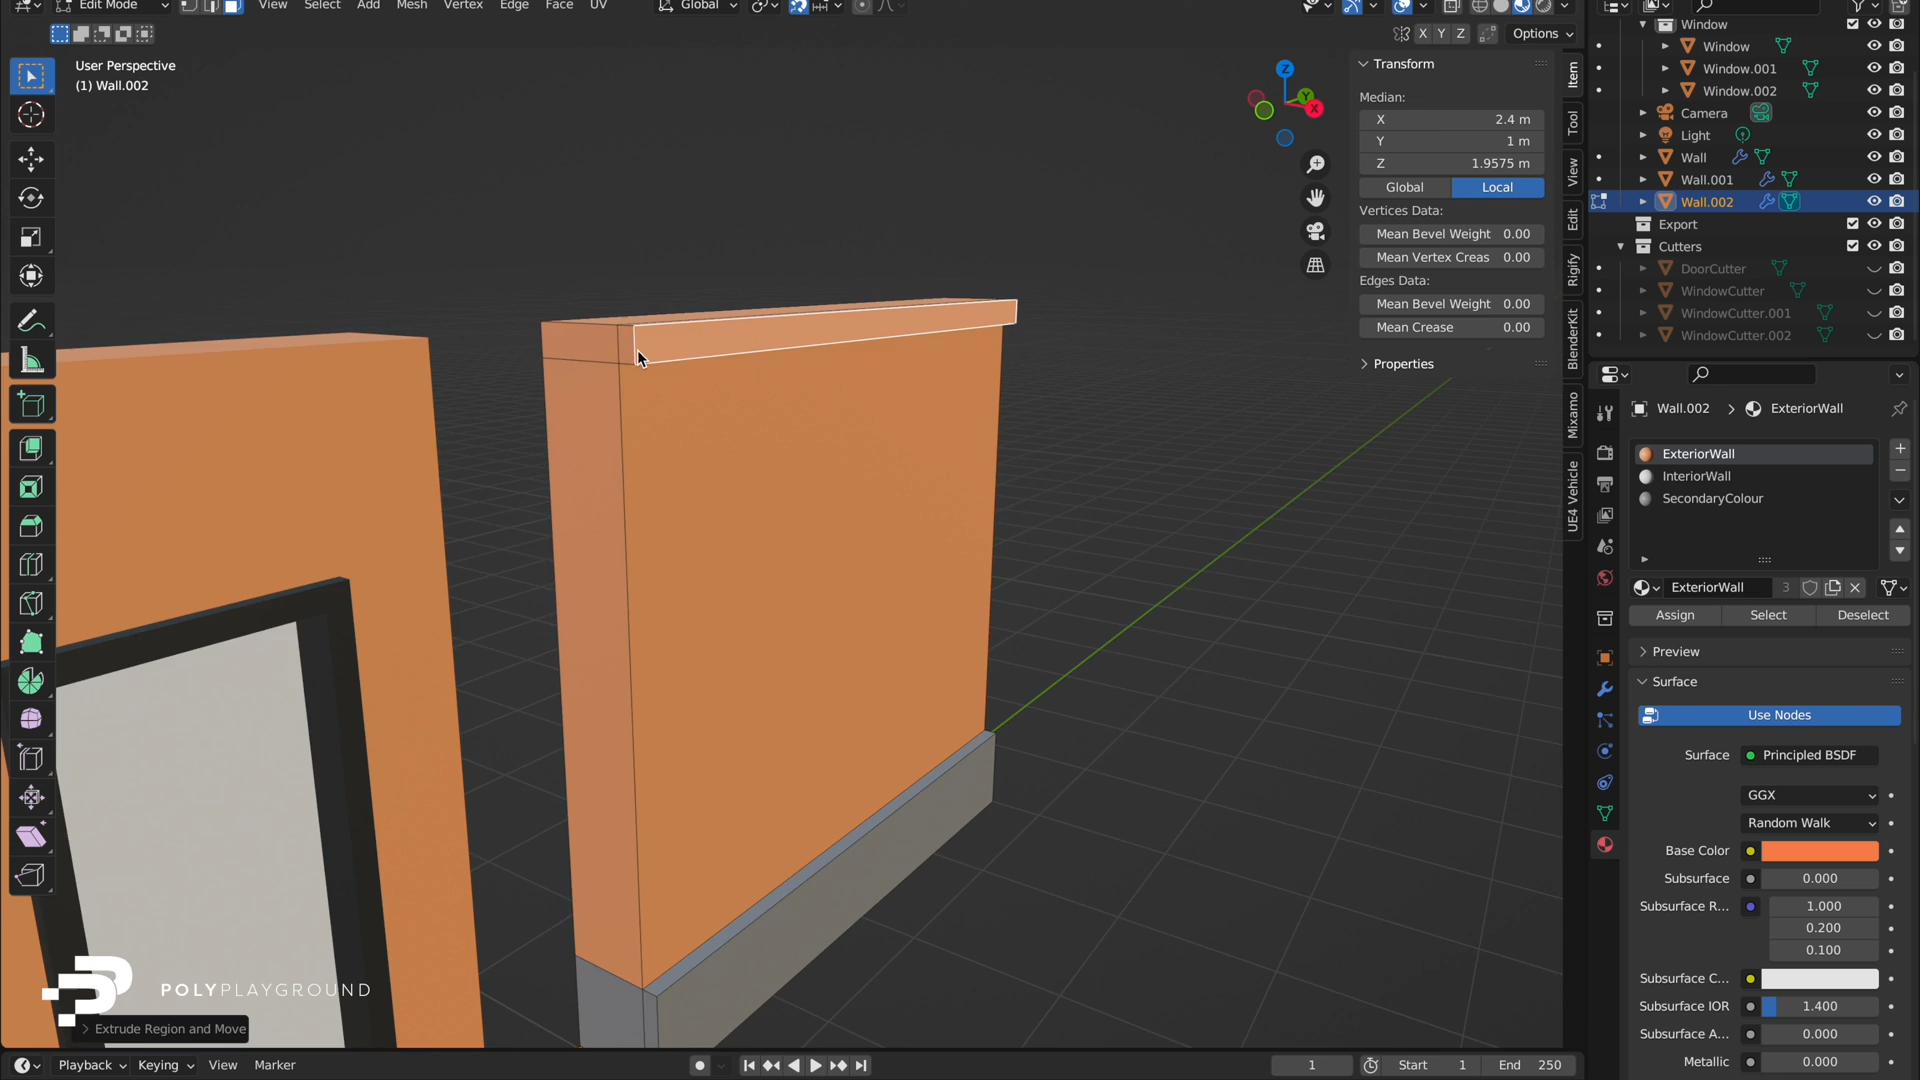 Edit Mode View Select Add Mesh Vertex Edge Face UV Global
X Y Z Options
User Perspective
(1) Wall.002
Z
Y
X
Transform
Median:
X 2.4 m
Y 1 m
Z 1.9575 m
Global Local
Vertices Data:
Mean Bevel Weight 0.00
Mean Vertex Creas 0.00
Edges Data:
Mean Bevel Weight 0.00
Mean Crease 0.00
Properties
Item
Tool
View
Edit
Rigify
BlenderKit
Mixamo
UE4 Vehicle
Window
Window
Window.001
Window.002
Camera
Light
Wall
Wall.001
Wall.002
Export
Cutters
DoorCutter
WindowCutter
WindowCutter.001
WindowCutter.002
Wall.002 ExteriorWall
ExteriorWall
InteriorWall
SecondaryColour
ExteriorWall 3
Assign Select Deselect
Preview
Surface
Use Nodes
Surface Principled BSDF
GGX
Random Walk
Base Color
Subsurface 0.000
Subsurface R... 1.000
0.200
0.100
Subsurface C...
Subsurface IOR 1.400
Subsurface A... 0.000
Metallic 0.000
POLYPLAYGROUND
Extrude Region and Move
Playback Keying View Marker 1 Start 1 End 250